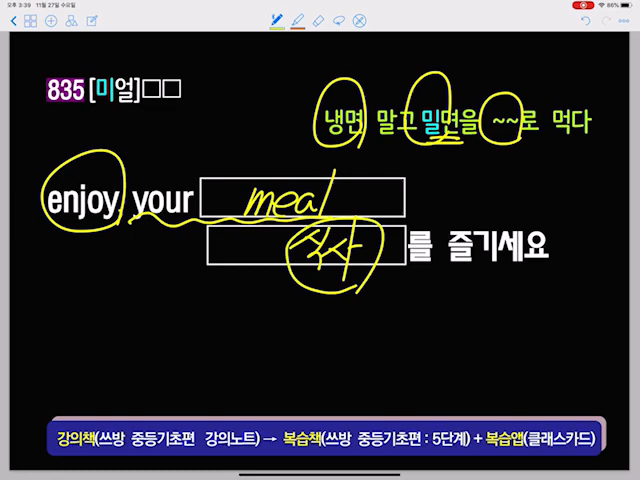 오후 3:39 11월 27일 수요일 86%
835 [미얼]□□
냉면 말고 밀면을 ~~로 먹다
enjoy your meal
식사를 즐기세요
강의책(쓰방 중등기초편 강의노트) → 복습책(쓰방 중등기초편 : 5단계) + 복습앱(클래스카드)